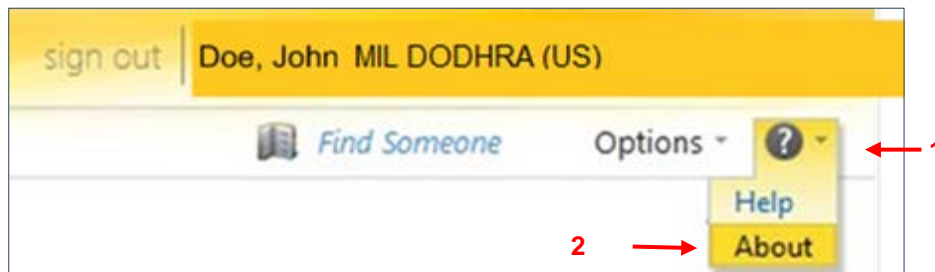 sign out Doe, John MIL DODHRA (US)
Find Someone Options
Help
2 About